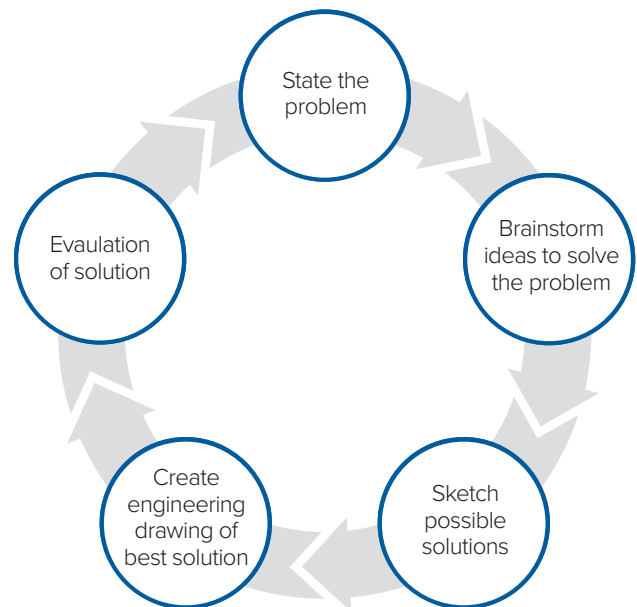 State the
problem
Brainstorm
ideas to solve
the problem
Sketch
possible
solutions
Create
engineering
drawing of
best solution
Evaulation
of solution